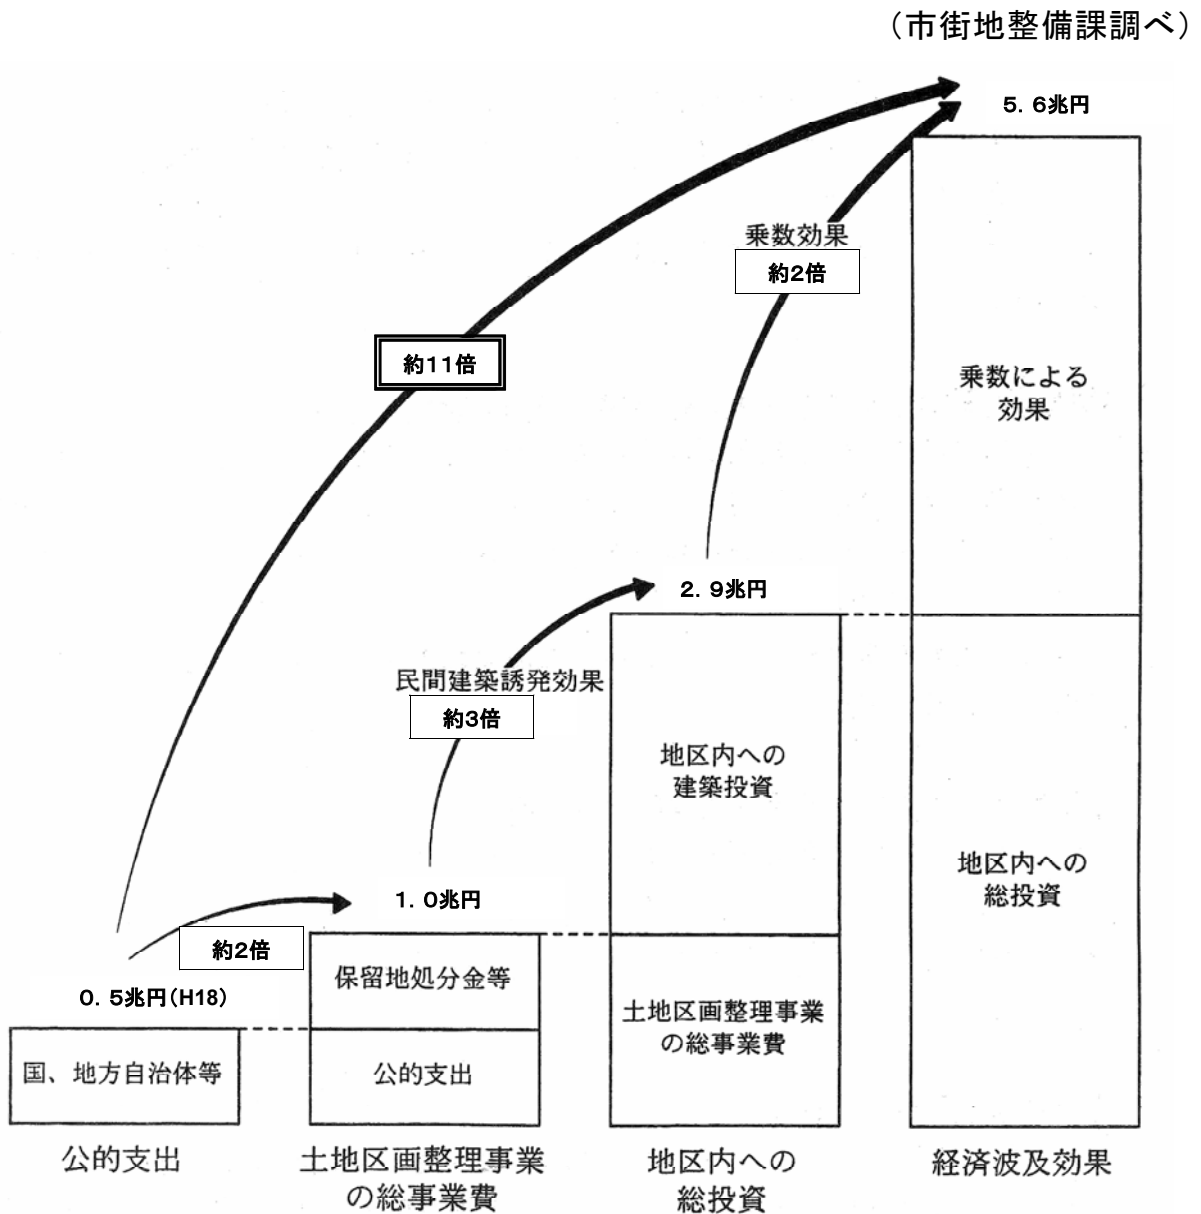 （市街地整備課調べ）
5. 6兆円
乗数効果
約2倍
約11倍
乗数による
効果
2. 9兆円
民間建築誘発効果
約3倍
地区内への
建築投資
地区内への
総投資
1. 0兆円
約2倍
保留地処分金等
0. 5兆円（H18）
土地区画整理事業
の総事業費
国、地方自治体等
公的支出
公的支出
土地区画整理事業
の総事業費
地区内への
総投資
経済波及効果